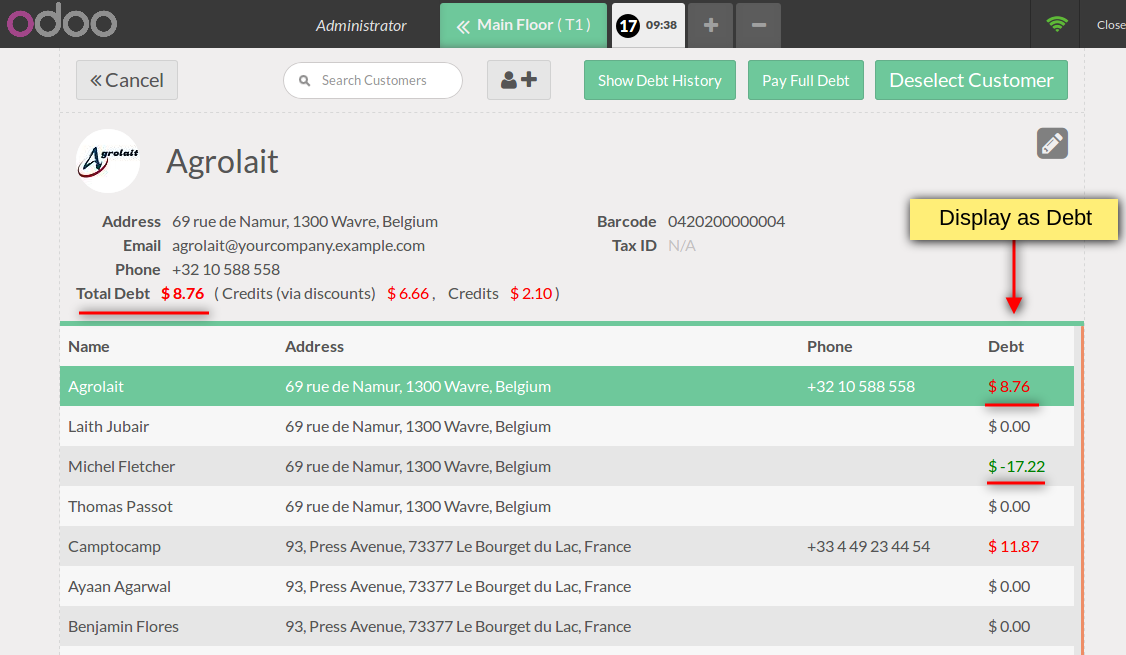 odoo
Administrator
« Main Floor ( T1 )
17 09:38
+
−
Close
« Cancel
Search Customers
Show Debt History
Pay Full Debt
Deselect Customer
Agrolait
Agrolait
Address 69 rue de Namur, 1300 Wavre, Belgium
Barcode 0420200000004
Email agrolait@yourcompany.example.com
Tax ID N/A
Phone +32 10 588 558
Total Debt $ 8.76 ( Credits (via discounts) $ 6.66 , Credits $ 2.10 )
Display as Debt
Name Address Phone Debt
Agrolait 69 rue de Namur, 1300 Wavre, Belgium +32 10 588 558 $ 8.76
Laith Jubair 69 rue de Namur, 1300 Wavre, Belgium $ 0.00
Michel Fletcher 69 rue de Namur, 1300 Wavre, Belgium $ -17.22
Thomas Passot 69 rue de Namur, 1300 Wavre, Belgium $ 0.00
Camptocamp 93, Press Avenue, 73377 Le Bourget du Lac, France +33 4 49 23 44 54 $ 11.87
Ayaan Agarwal 93, Press Avenue, 73377 Le Bourget du Lac, France $ 0.00
Benjamin Flores 93, Press Avenue, 73377 Le Bourget du Lac, France $ 0.00